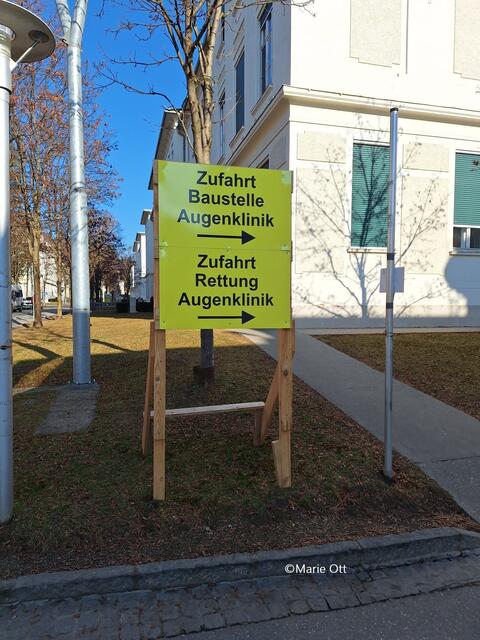 Zufahrt
Baustelle
Augenklinik
Zufahrt
Rettung
Augenklinik
©Marie Ott